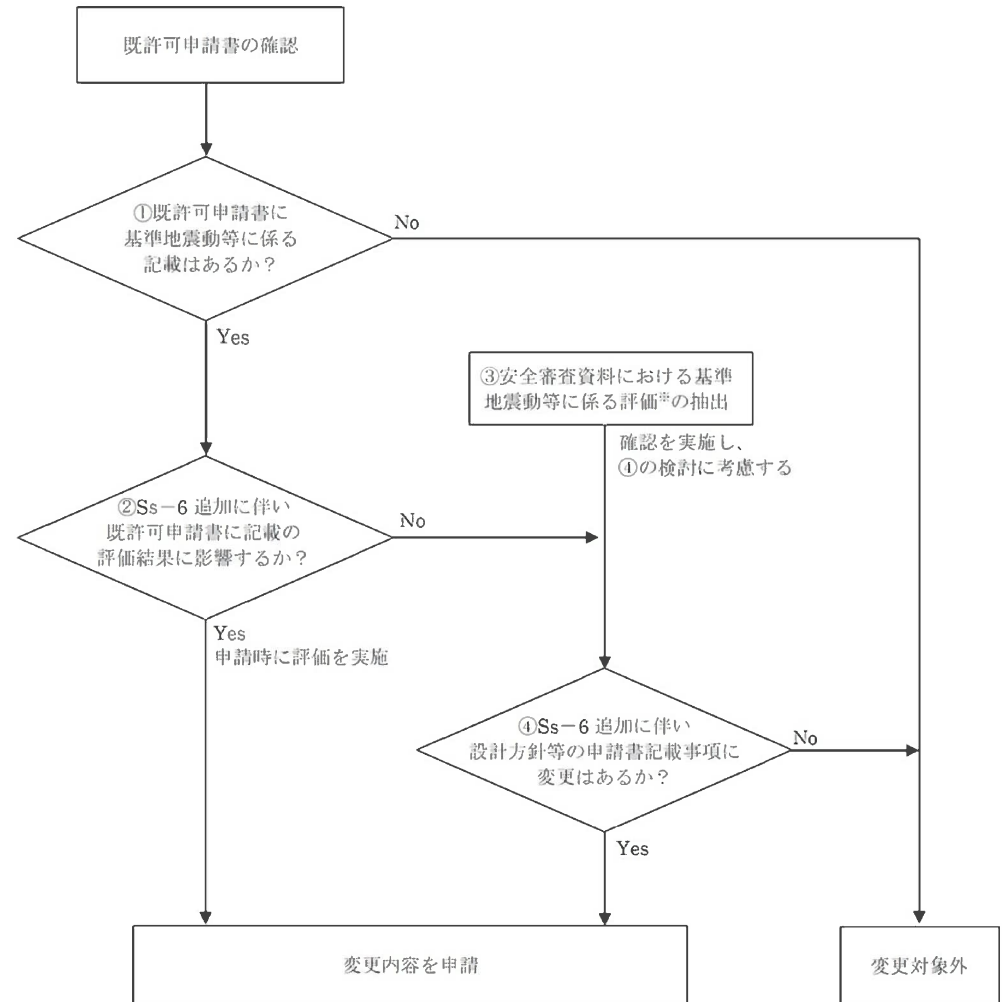 既許可申請書の確認
①既許可申請書に
基準地震動等に係る
記載はあるか？
No
Yes
③安全審査資料における基準
地震動等に係る評価※の抽出
確認を実施し、
④の検討に考慮する
②Ss－6 追加に伴い
既許可申請書に記載の
評価結果に影響するか？
No
Yes
申請時に評価を実施
④Ss－6 追加に伴い
設計方針等の申請書記載事項に
変更はあるか？
No
Yes
変更内容を申請
変更対象外